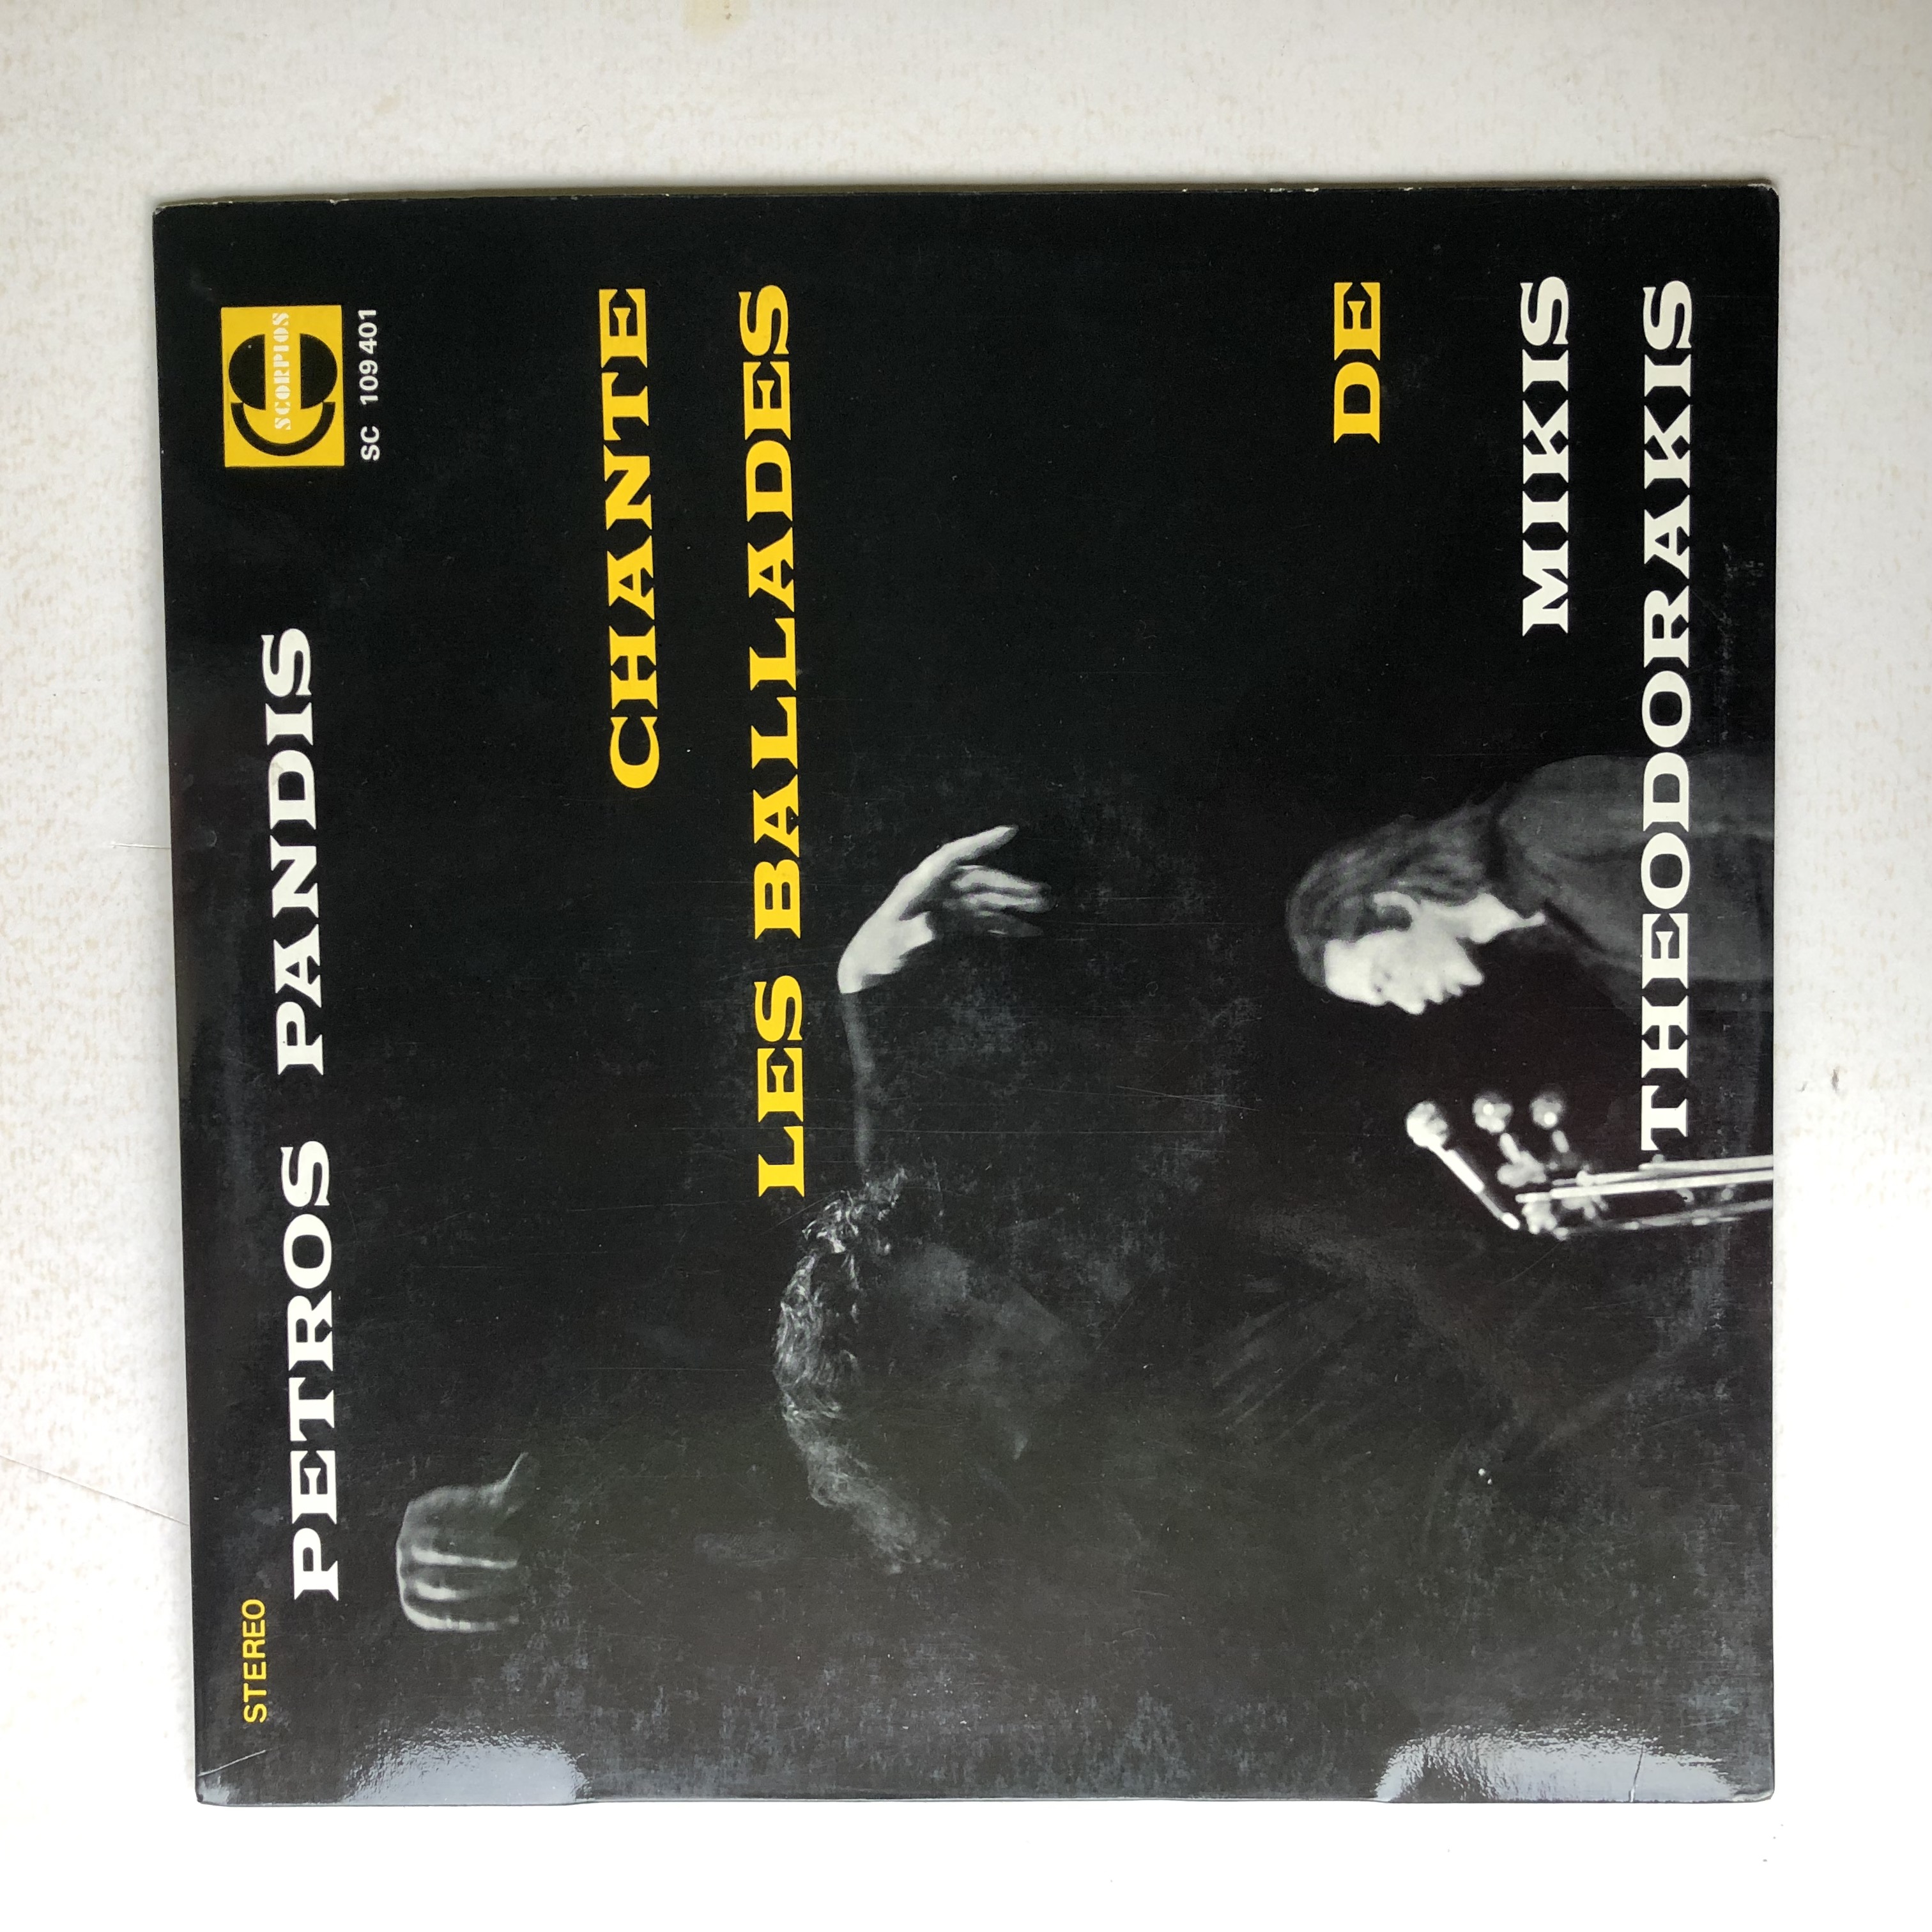 STEREO
SCORPIOS
SC 109 401
PETROS PANDIS
CHANTE
LES BALLADES
DE
MIKIS
THEODORAKIS